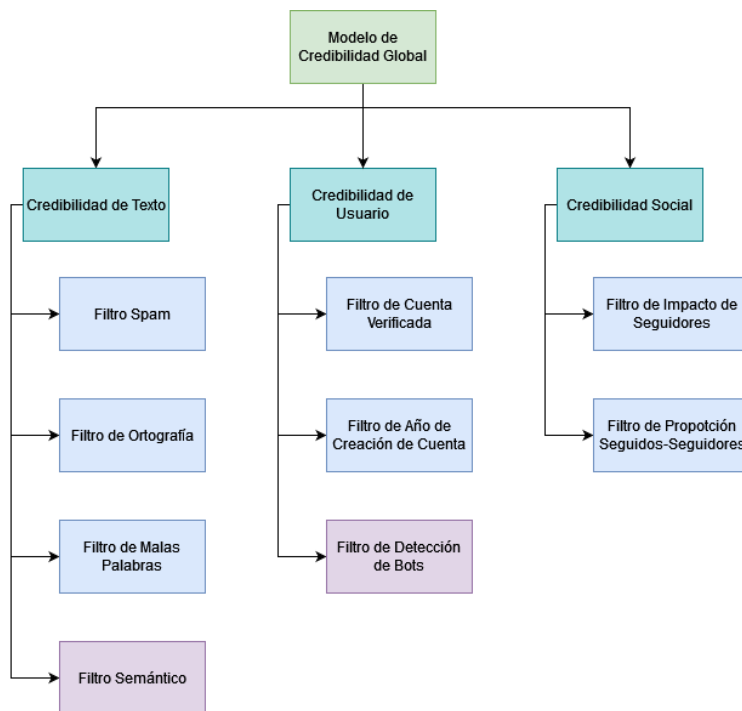 Modelo de
Credibilidad Global
Credibilidad de Texto
Credibilidad de
Usuario
Credibilidad Social
Filtro Spam
Filtro de Cuenta
Verificada
Filtro de Impacto de
Seguidores
Filtro de Ortografía
Filtro de Año de
Creación de Cuenta
Filtro de Propotción
Seguidos-Seguidores
Filtro de Malas
Palabras
Filtro de Detección
de Bots
Filtro Semántico